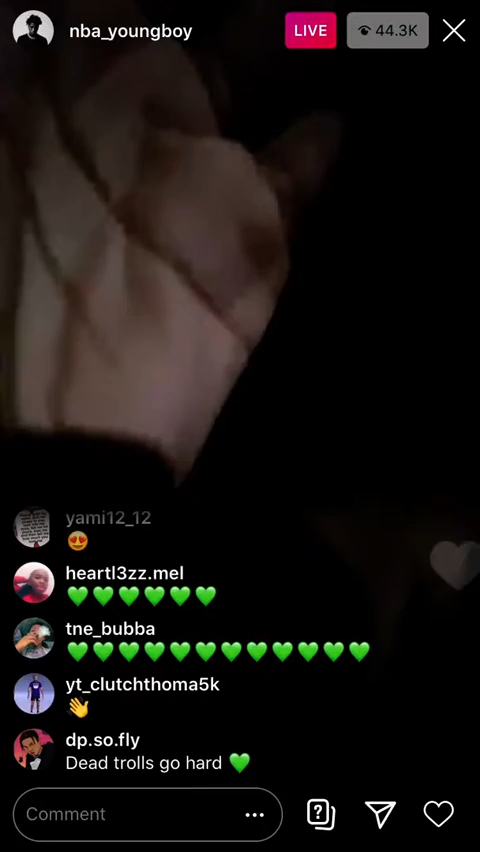 nba_youngboy LIVE 44.3K
yami12_12
😍
heartl3zz.mel
💚💚💚💚💚💚
tne_bubba
💚💚💚💚💚💚💚💚💚💚💚💚
yt_clutchthoma5k
👋
dp.so.fly
Dead trolls go hard 💚
Comment